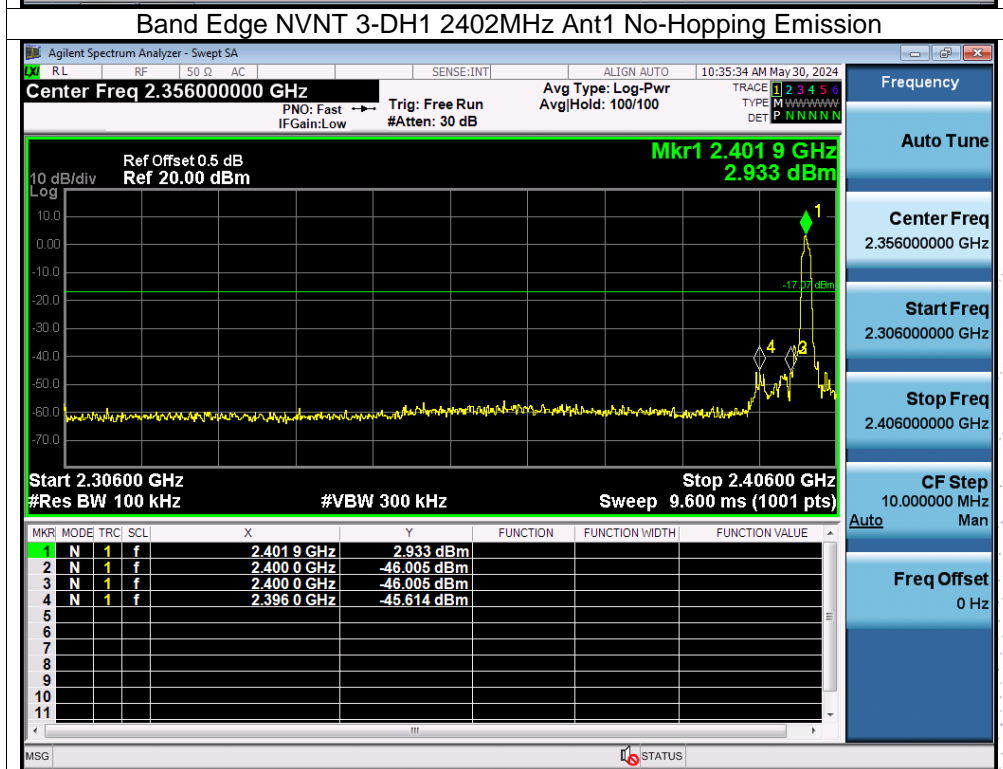 Band Edge NVNT 3-DH1 2402MHz Ant1 No-Hopping Emission
Agilent Spectrum Analyzer - Swept SA
LXI RL RF 50 Ω AC SENSE:INT ALIGN AUTO 10:35:34 AM May 30, 2024
Center Freq 2.356000000 GHz
PNO: Fast
IFGain:Low
Trig: Free Run
#Atten: 30 dB
Avg Type: Log-Pwr
Avg|Hold: 100/100
TRACE 1 2 3 4 5 6
TYPE M WWWWW
DET P N N N N N
Frequency
Auto Tune
Center Freq
2.356000000 GHz
Start Freq
2.306000000 GHz
Stop Freq
2.406000000 GHz
CF Step
10.000000 MHz
Auto Man
Freq Offset
0 Hz
Mkr1 2.401 9 GHz
2.933 dBm
Ref Offset 0.5 dB
10 dB/div Ref 20.00 dBm
Log
10.0
0.00
-10.0
-20.0
-30.0
-40.0
-50.0
-60.0
-70.0
1
-17.07 dBm
4
3
Start 2.30600 GHz Stop 2.40600 GHz
#Res BW 100 kHz #VBW 300 kHz Sweep 9.600 ms (1001 pts)
MKR MODE TRC SCL X Y FUNCTION FUNCTION WIDTH FUNCTION VALUE
1 N 1 f 2.401 9 GHz 2.933 dBm
2 N 1 f 2.400 0 GHz -46.005 dBm
3 N 1 f 2.400 0 GHz -46.005 dBm
4 N 1 f 2.396 0 GHz -45.614 dBm
5
6
7
8
9
10
11
MSG STATUS